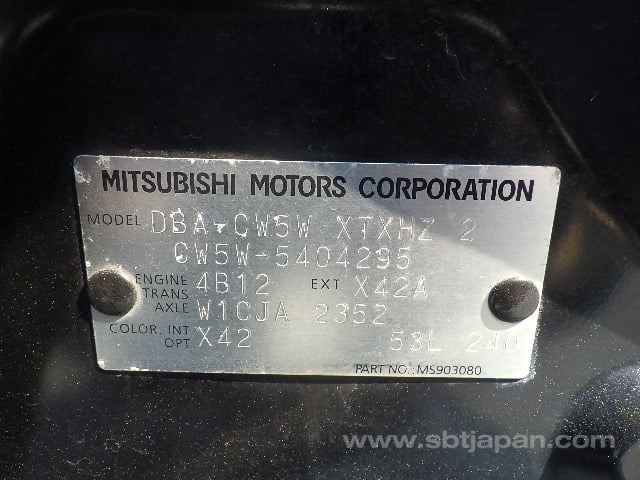 MITSUBISHI MOTORS CORPORATION
MODEL DBA-CW5W XTXHZ 2
CW5W-5404295
ENGINE 4B12 EXT X42A
TRANS AXLE W1CJA 2352
COLOR. INT OPT X42 53L 240
PART NO. MS903080
www.sbtjapan.com